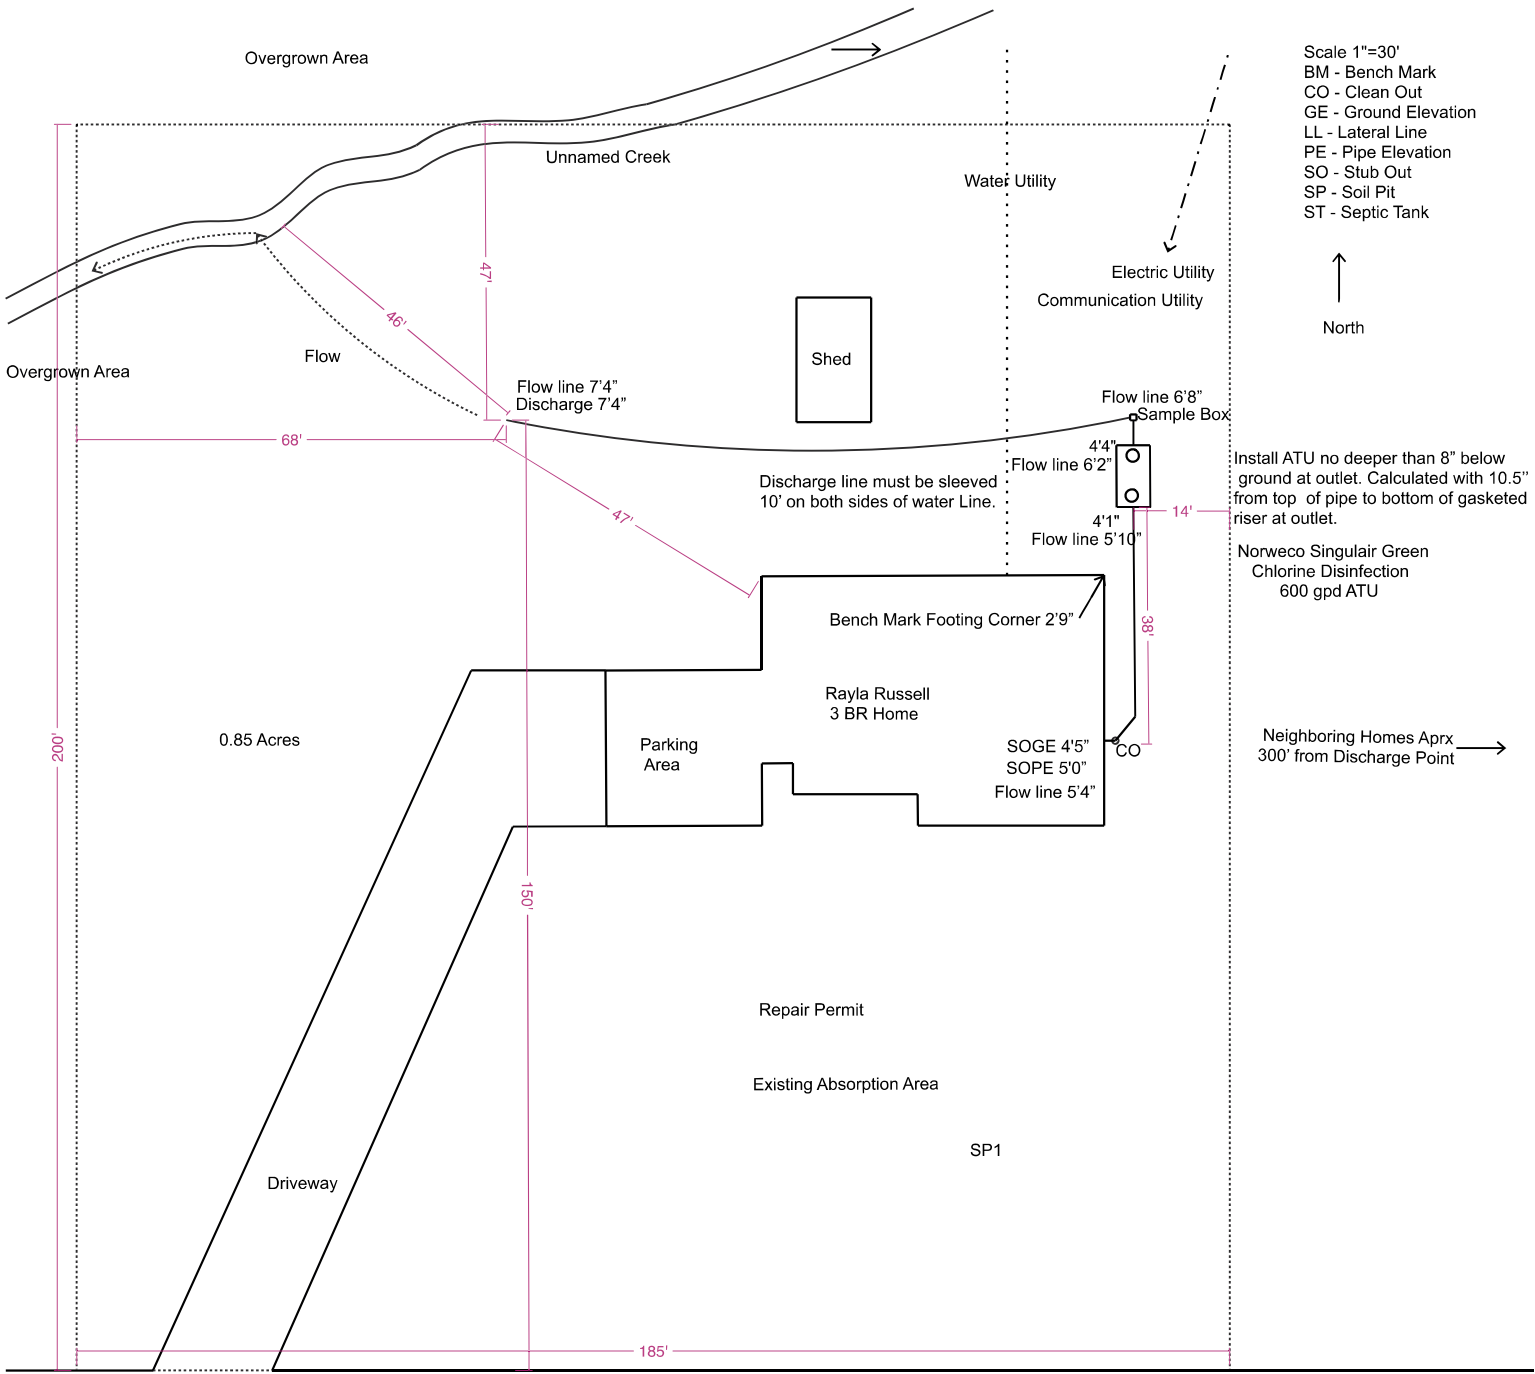 Overgrown Area
Scale 1"=30'
BM - Bench Mark
CO - Clean Out
GE - Ground Elevation
LL - Lateral Line
PE - Pipe Elevation
SO - Stub Out
SP - Soil Pit
ST - Septic Tank
North
Unnamed Creek
Water Utility
Electric Utility
Communication Utility
47'
46'
Shed
Flow
Overgrown Area
Flow line 7’4”
Discharge 7’4”
68'
Flow line 6’8”
Sample Box
4'4"
Flow line 6’2”
Discharge line must be sleeved
10’ on both sides of water Line.
Install ATU no deeper than 8” below
ground at outlet. Calculated with 10.5’’
from top of pipe to bottom of gasketed
riser at outlet.
14'
47'
4'1"
Flow line 5’10”
Norweco Singulair Green
Chlorine Disinfection
600 gpd ATU
Bench Mark Footing Corner 2’9”
38'
Rayla Russell
3 BR Home
200'
0.85 Acres
Parking
Area
SOGE 4'5”
SOPE 5'0”
Flow line 5’4”
CO
Neighboring Homes Aprx
300’ from Discharge Point
150'
Repair Permit
Existing Absorption Area
SP1
Driveway
185'